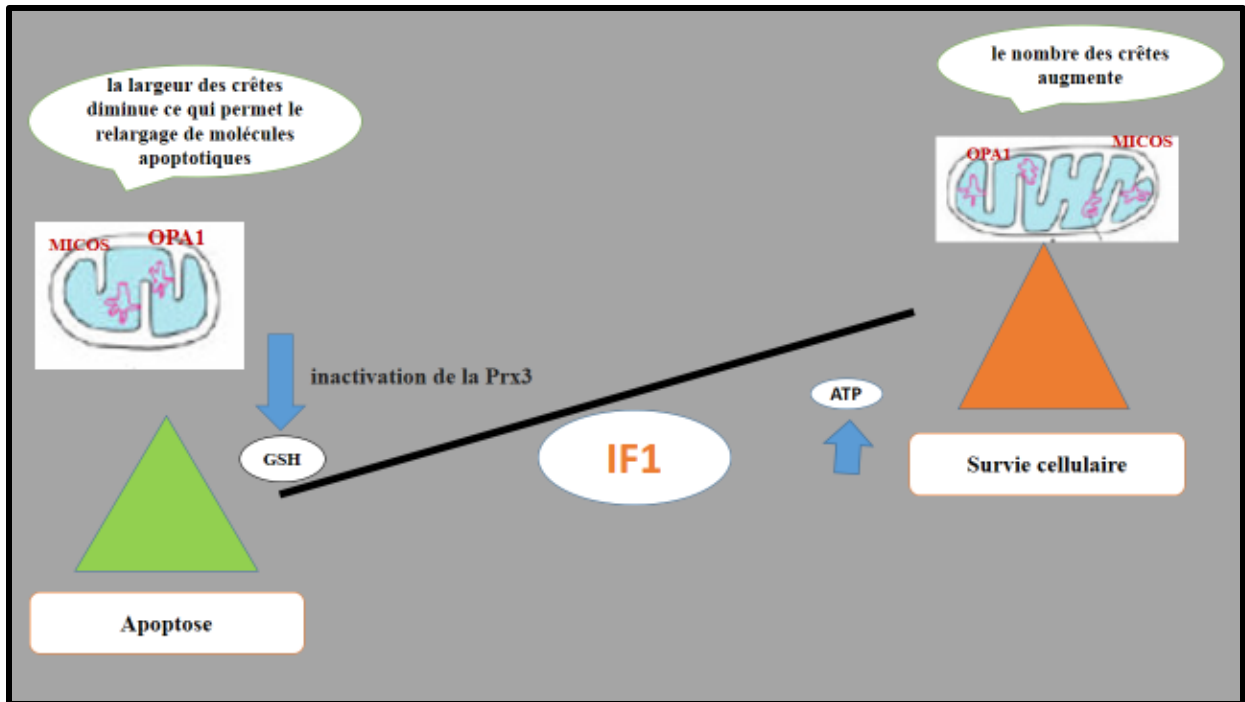 la largeur des crêtes
diminue ce qui permet le
relargage de molécules
apoptotiques
le nombre des crêtes
augmente
MICOS
OPA1
OPA1
MICOS
inactivation de la Prx3
GSH
IF1
ATP
Survie cellulaire
Apoptose